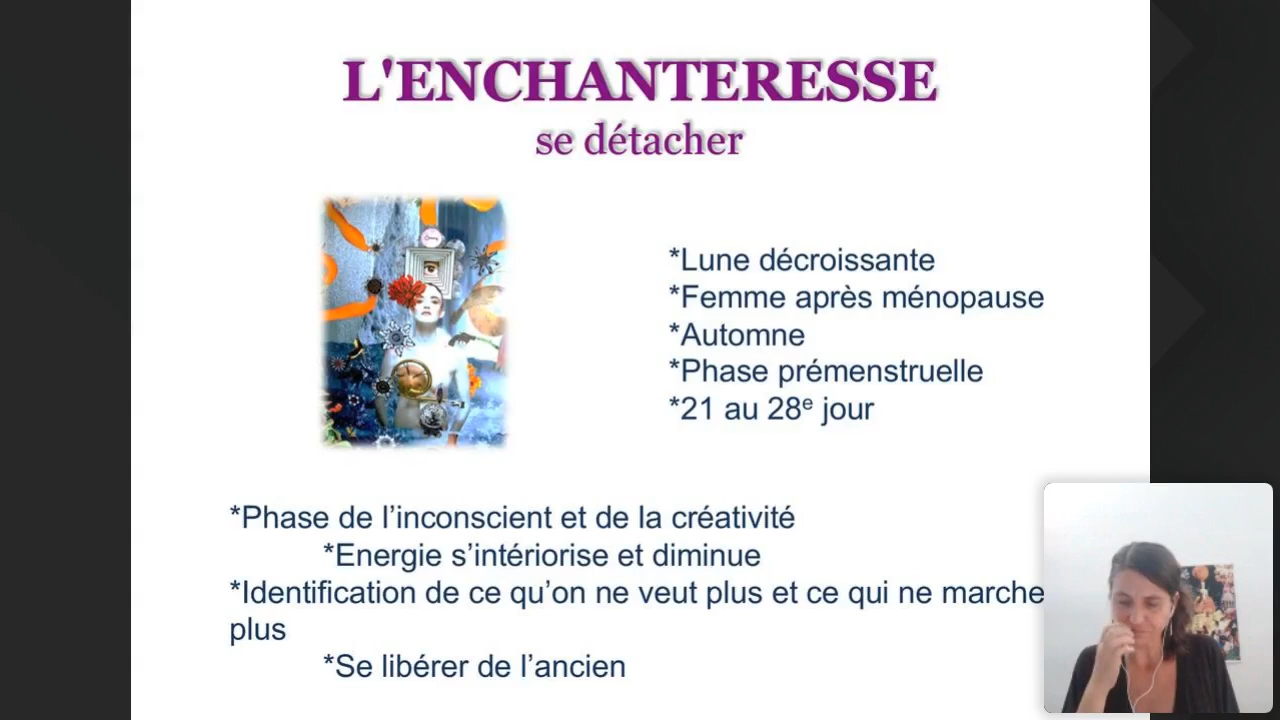 L'ENCHANTERESSE
se détacher
*Lune décroissante
*Femme après ménopause
*Automne
*Phase prémenstruelle
*21 au 28e jour
*Phase de l’inconscient et de la créativité
*Energie s’intériorise et diminue
*Identification de ce qu’on ne veut plus et ce qui ne marche
plus
*Se libérer de l’ancien